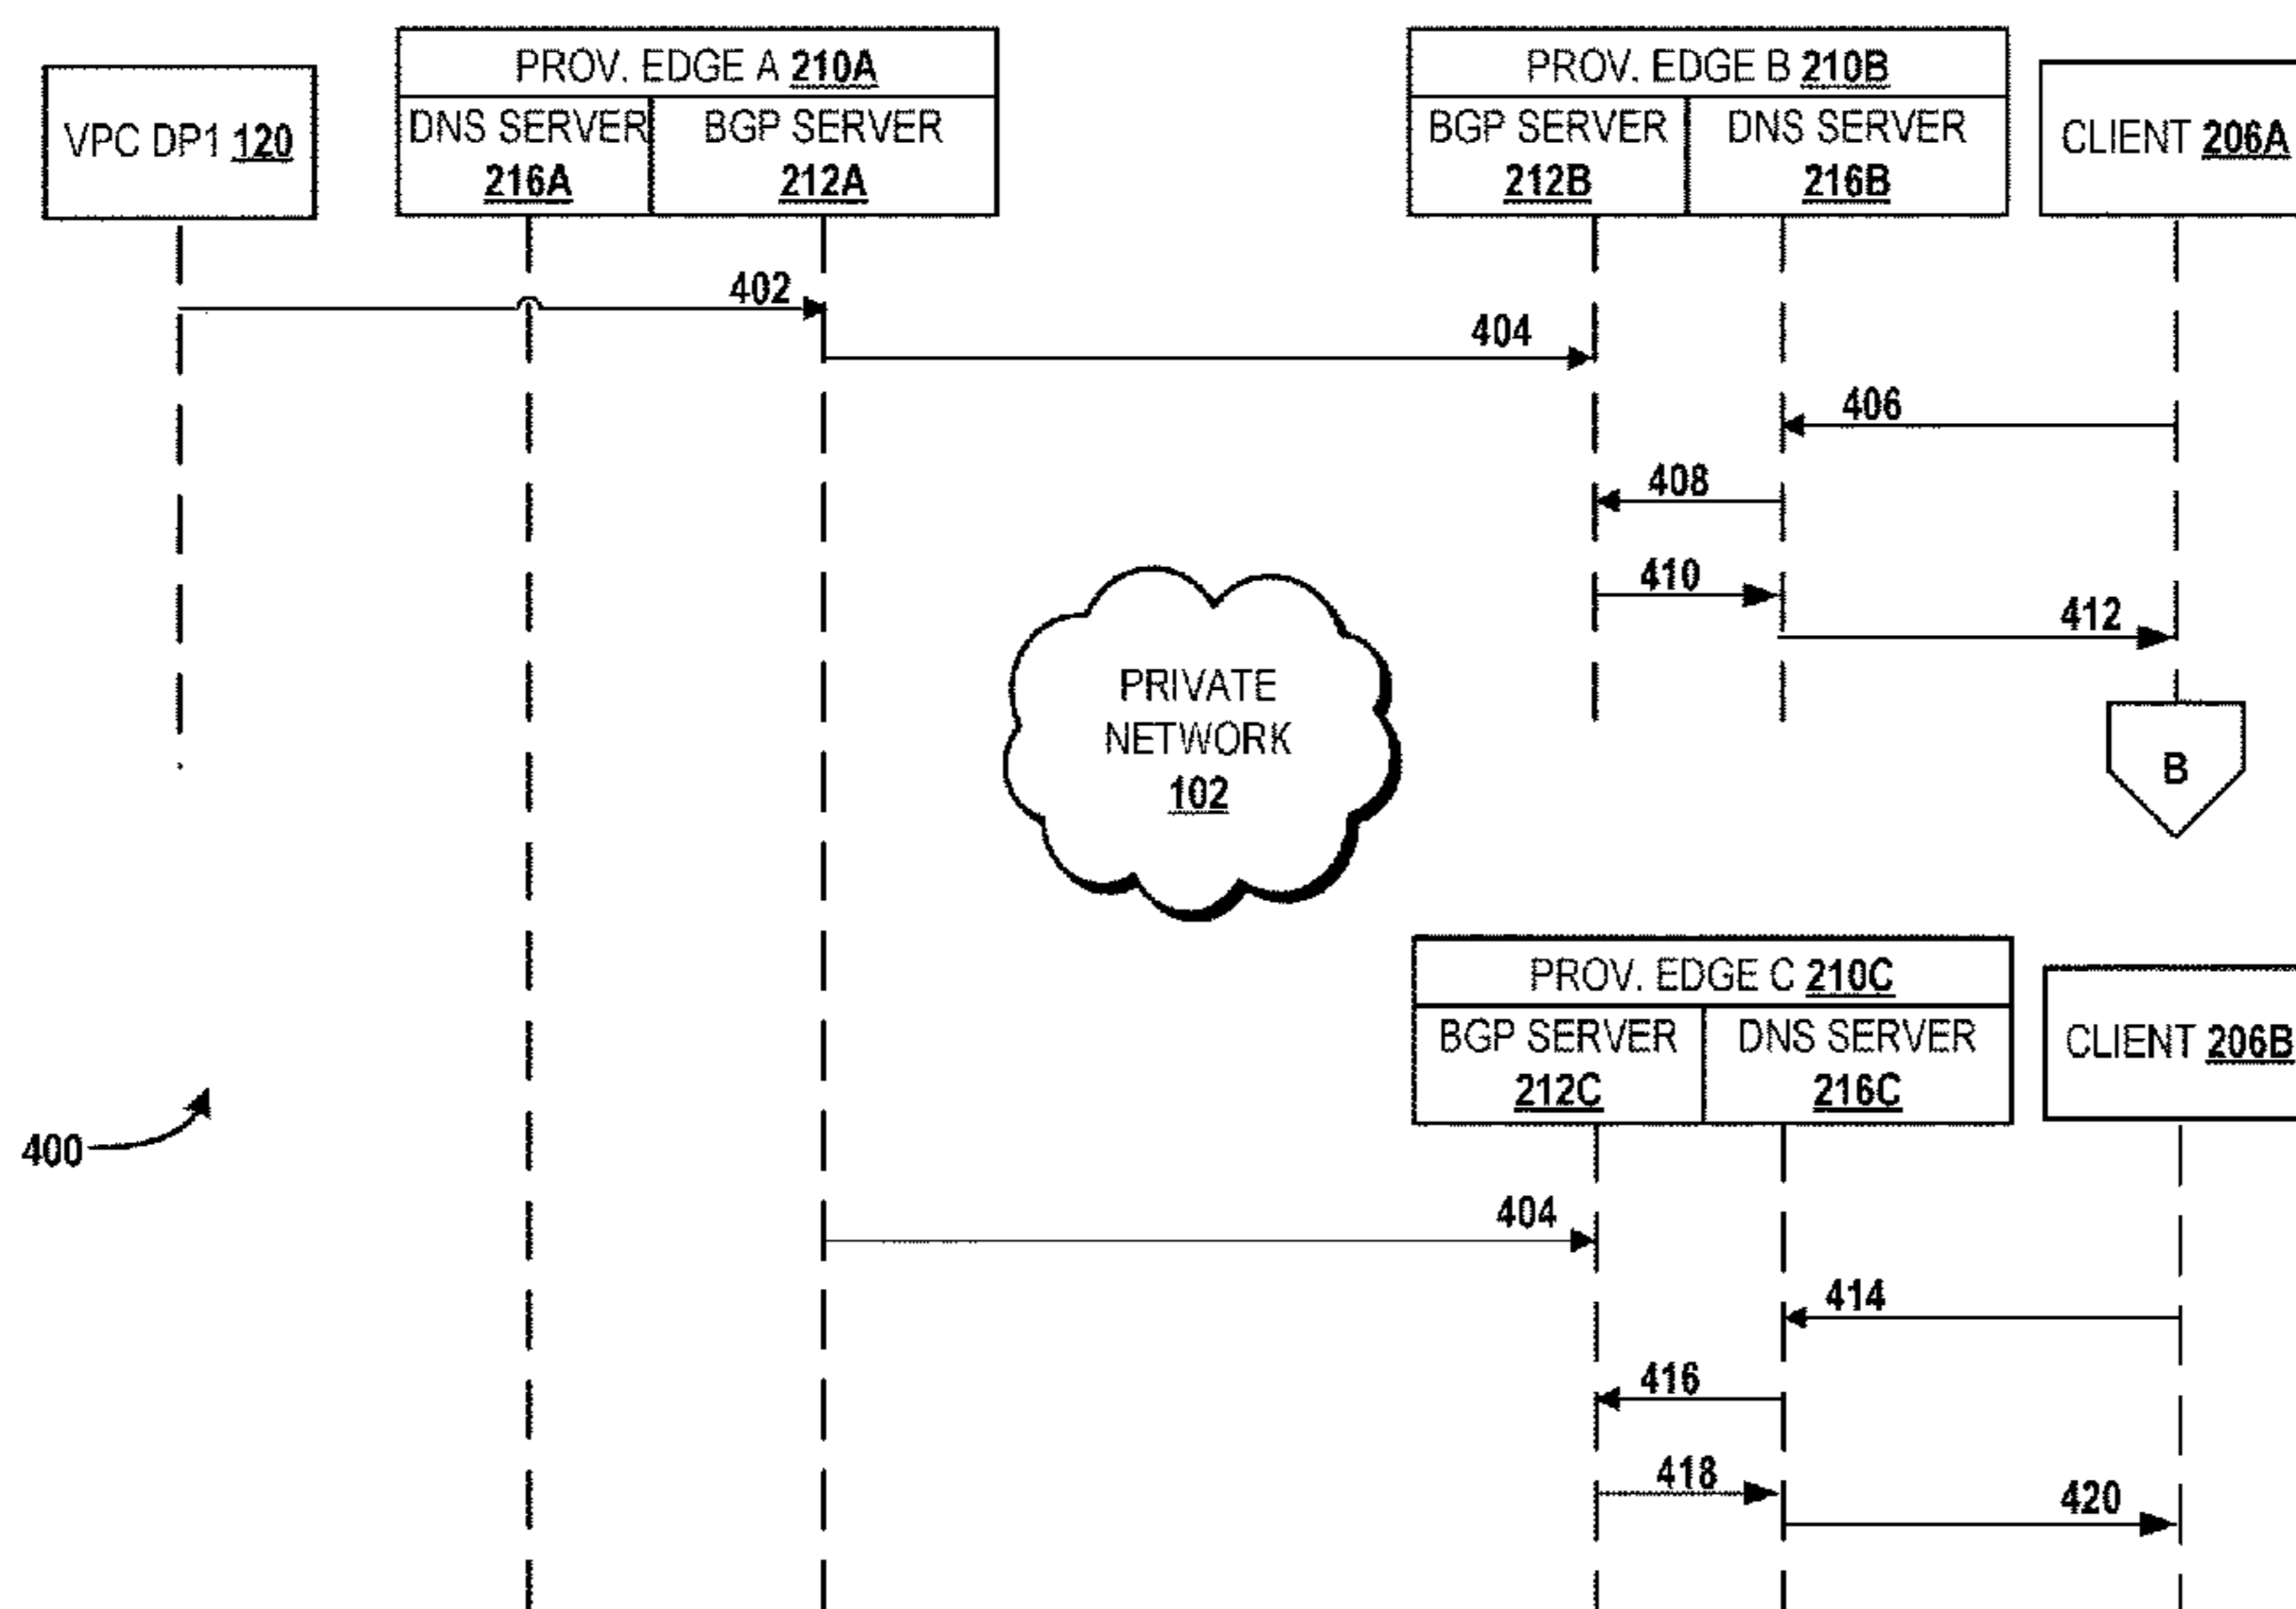 VPC DP1 120
PROV. EDGE A 210A
DNS SERVER
216A
BGP SERVER
212A
PROV. EDGE B 210B
BGP SERVER
212B
DNS SERVER
216B
CLIENT 206A
402
404
406
408
410
412
PRIVATE
NETWORK
102
B
PROV. EDGE C 210C
BGP SERVER
212C
DNS SERVER
216C
CLIENT 206B
400
404
414
416
418
420